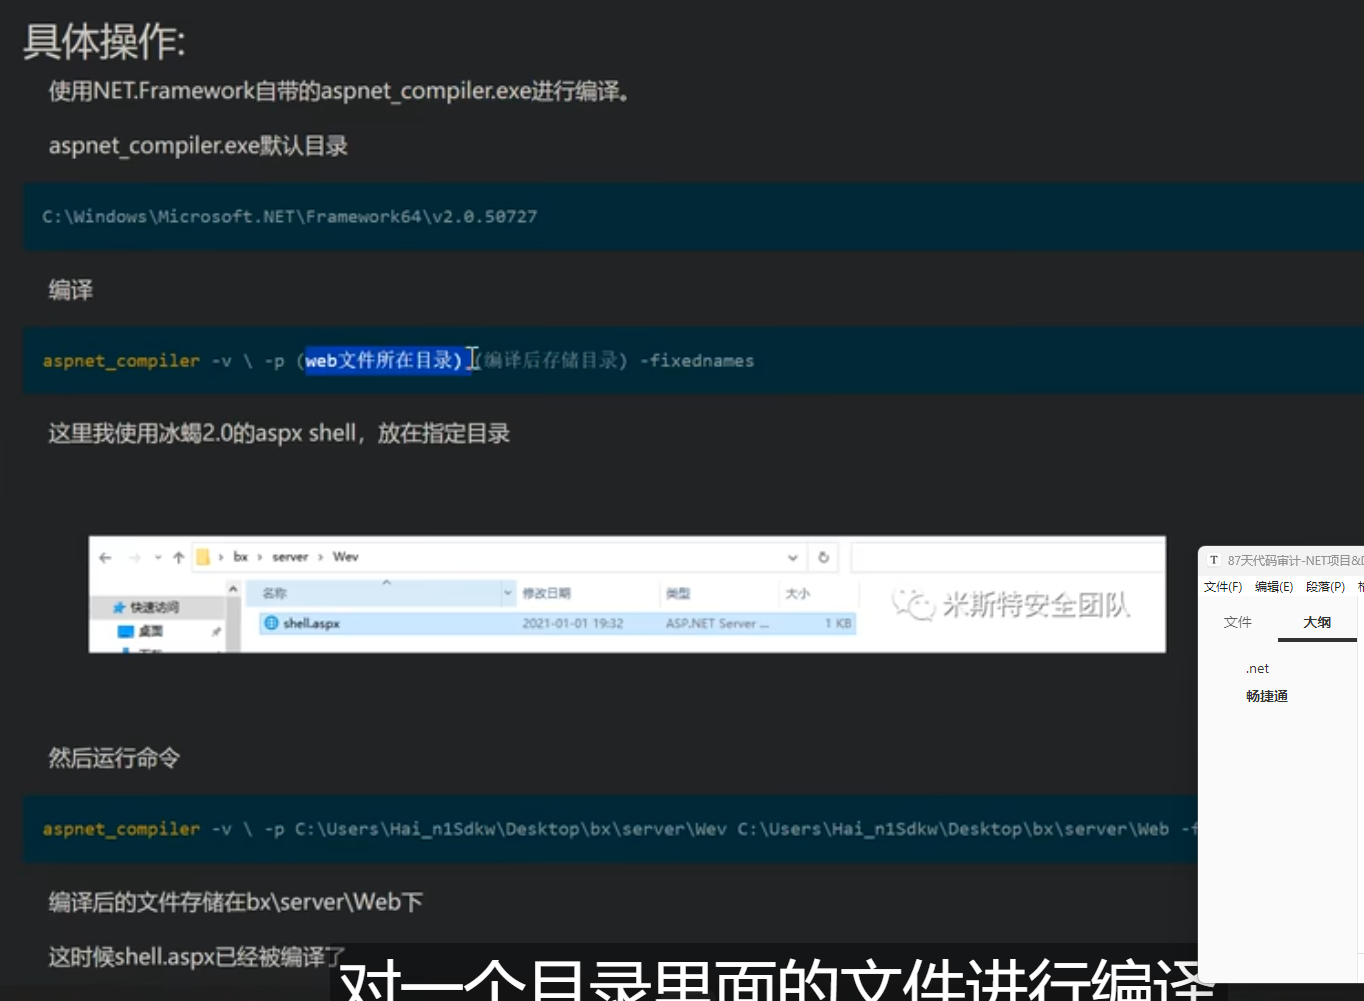 具体操作:
使用NET.Framework自带的aspnet_compiler.exe进行编译。
aspnet_compiler.exe默认目录
C:\Windows\Microsoft.NET\Framework64\v2.0.50727
编译
aspnet_compiler -v \ -p (web文件所在目录) (编译后存储目录) -fixednames
这里我使用冰蝎2.0的aspx shell，放在指定目录
bx › server › Wev
名称 修改日期 类型 大小
快速访问
shell.aspx 2021-01-01 19:32 ASP.NET Server ... 1 KB
桌面
米斯特安全团队
T 87天代码审计-NET项目&D
文件(F) 编辑(E) 段落(P)
文件 大纲
.net
畅捷通
然后运行命令
aspnet_compiler -v \ -p C:\Users\Hai_n1Sdkw\Desktop\bx\server\Wev C:\Users\Hai_n1Sdkw\Desktop\bx\server\Web -f
编译后的文件存储在bx\server\Web下
这时候shell.aspx已经被编译了
对一个目录里面的文件进行编译